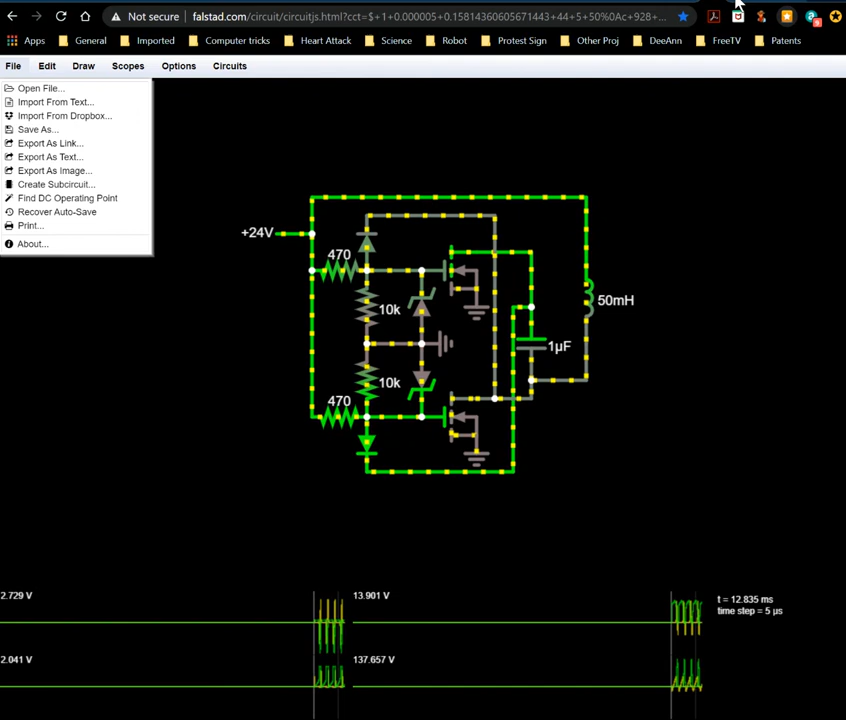 Not secure | falstad.com/circuit/circuitjs.html?cct=$+1+0.000005+0.15814360605671443+44+5+50%0Ac+928+...
Apps General Imported Computer tricks Heart Attack Science Robot Protest Sign Other Proj DeeAnn FreeTV Patents
File Edit Draw Scopes Options Circuits
Open File...
Import From Text...
Import From Dropbox...
Save As...
Export As Link...
Export As Text...
Export As Image...
Create Subcircuit...
Find DC Operating Point
Recover Auto-Save
Print...
About...
+24V
470
10k
50mH
1μF
10k
470
2.729 V
13.901 V
t = 12.835 ms
time step = 5 μs
2.041 V
137.657 V